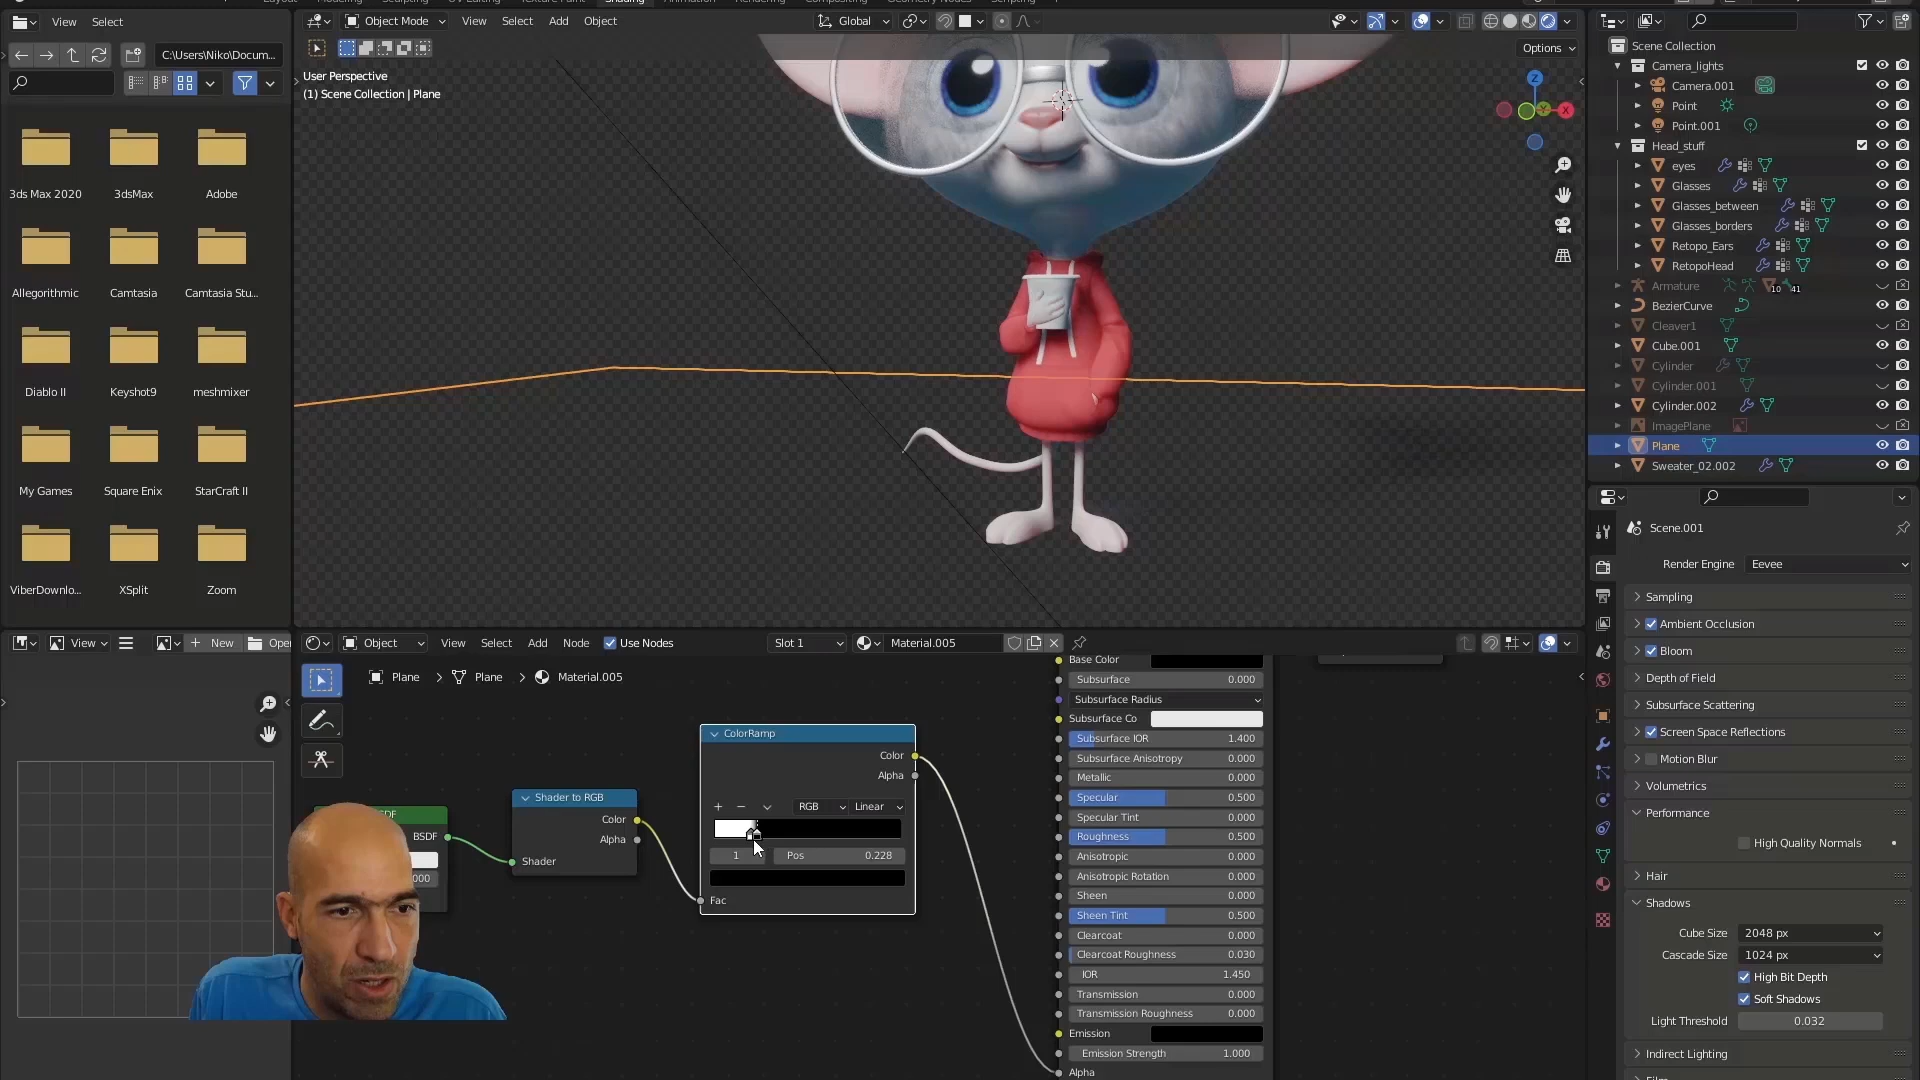 View
Select
C:\Users\Niko\Docum...
3ds Max 2020
3dsMax
Adobe
Allegorithmic
Camtasia
Camtasia Stu...
Diablo II
Keyshot9
meshmixer
My Games
Square Enix
StarCraft II
ViberDownlo...
XSplit
Zoom
Object Mode
View
Select
Add
Object
Global
Options
User Perspective
(1) Scene Collection | Plane
Z
X
Scene Collection
Camera_lights
Camera.001
Point
Point.001
Head_stuff
eyes
Glasses
Glasses_between
Glasses_borders
Retopo_Ears
RetopoHead
Armature
10
41
BezierCurve
Cleaver1
Cube.001
Cylinder
Cylinder.001
Cylinder.002
ImagePlane
Plane
Sweater_02.002
Scene.001
Render Engine
Eevee
Sampling
Ambient Occlusion
Bloom
Depth of Field
Subsurface Scattering
Screen Space Reflections
Motion Blur
Volumetrics
Performance
High Quality Normals
Hair
Shadows
Cube Size
2048 px
Cascade Size
1024 px
High Bit Depth
Soft Shadows
Light Threshold
0.032
Indirect Lighting
View
New
Open
Object
View
Select
Add
Node
Use Nodes
Slot 1
Material.005
Plane
Plane
Material.005
BSDF
Shader to RGB
Color
Alpha
Shader
ColorRamp
Color
Alpha
RGB
Linear
1
Pos
0.228
Fac
Base Color
Subsurface
0.000
Subsurface Radius
Subsurface Co
Subsurface IOR
1.400
Subsurface Anisotropy
0.000
Metallic
0.000
Specular
0.500
Specular Tint
0.000
Roughness
0.500
Anisotropic
0.000
Anisotropic Rotation
0.000
Sheen
0.000
Sheen Tint
0.500
Clearcoat
0.000
Clearcoat Roughness
0.030
IOR
1.450
Transmission
0.000
Transmission Roughness
0.000
Emission
Emission Strength
1.000
Alpha